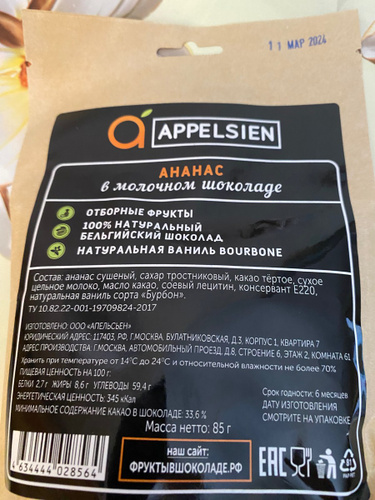 11 МАР 2024
APPELSIEN
АНАНАС
в молочном шоколаде
ОТБОРНЫЕ ФРУКТЫ
100% НАТУРАЛЬНЫЙ
БЕЛЬГИЙСКИЙ ШОКОЛАД
НАТУРАЛЬНАЯ ВАНИЛЬ BOURBONE
Состав: ананас сушеный, сахар тростниковый, какао тёртое, сухое
цельное молоко, масло какао, соевый лецитин, консервант Е220,
натуральная ваниль сорта «Бурбон».
ТУ 10.82.22-001-19709824-2017
ИЗГОТОВЛЕНО: ООО «АПЕЛЬСЬЕН»
ЮРИДИЧЕСКИЙ АДРЕС: 117403, РФ, Г.МОСКВА, БУЛАТНИКОВСКАЯ, Д.3, КОРПУС 1, КВАРТИРА 7
АДРЕС ПРОИЗВОДСТВА: Г.МОСКВА, АВТОМОБИЛЬНЫЙ ПРОЕЗД, Д.8, СТРОЕНИЕ 6, ЭТАЖ 2, КОМНАТА 61
Хранить при температуре от 14°С до 24°С и относительной влажности не более 70%
ПИЩЕВАЯ ЦЕННОСТЬ НА 100 Г:
БЕЛКИ 2,7 Г ЖИРЫ 8,6 Г УГЛЕВОДЫ 59,4 Г
ЭНЕРГЕТИЧЕСКАЯ ЦЕННОСТЬ: 345 кКал
МИНИМАЛЬНОЕ СОДЕРЖАНИЕ КАКАО В ШОКОЛАДЕ: 33,6 %
Масса нетто: 85 г
Срок годности: 6 месяцев
ДАТУ ИЗГОТОВЛЕНИЯ
СМОТРИТЕ НА УПАКОВКЕ
4 634444 028564
наш сайт:
ФРУКТЫВШОКОЛАДЕ.РФ
EAC
81